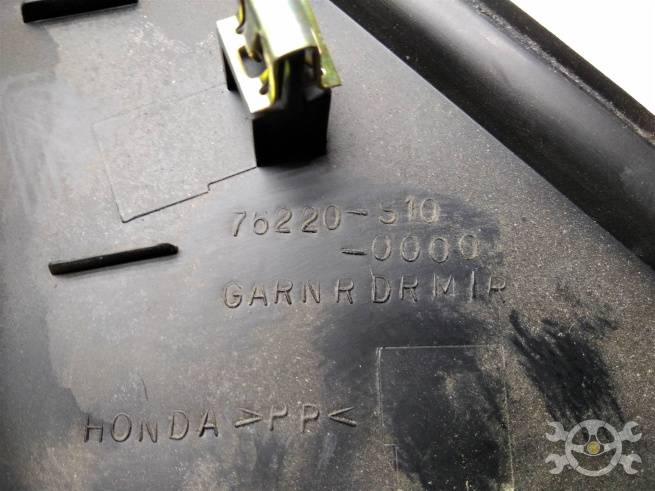 76220-S10
-0000
GARN R DR MIR
HONDA >PP<